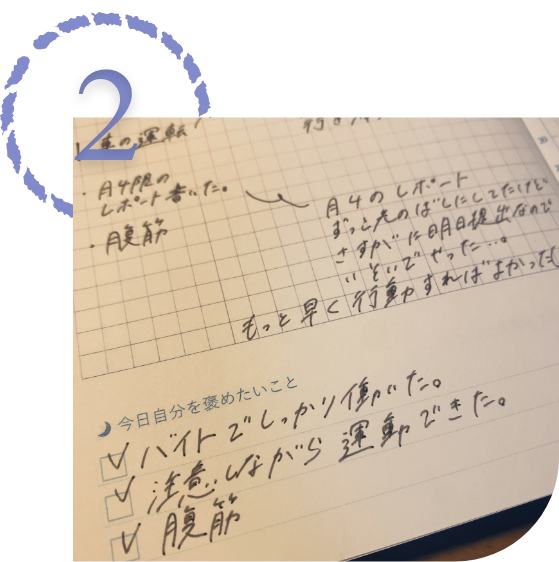 2
車の運転
・月4限の
レポート書いた。
・腹筋
月4のレポート
ずっと先のばしにしてたけど
さすがに明日提出なので
いそいでやった…。
もっと早く行動すればよかった
今日自分を褒めたいこと
バイトでしっかり働いた。
注意しながら運動できた。
腹筋